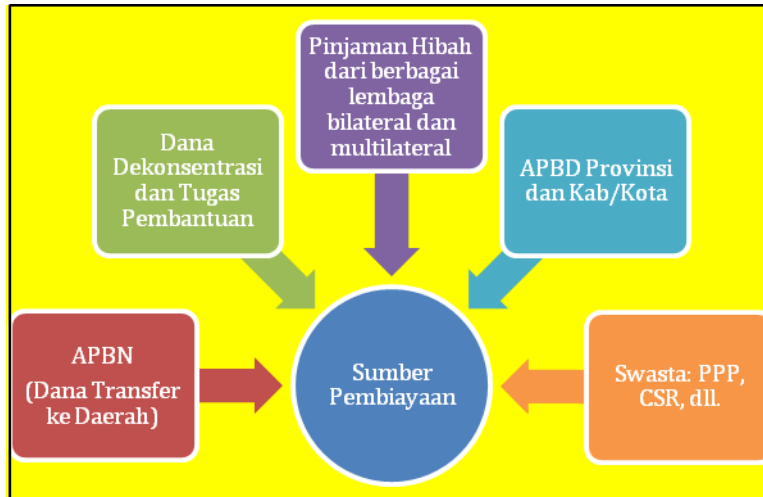 Pinjaman Hibah
dari berbagai
lembaga
bilateral dan
multilateral
Dana
Dekonsentrasi
dan Tugas
Pembantuan
APBD Provinsi
dan Kab/Kota
APBN
(Dana Transfer
ke Daerah)
Sumber
Pembiayaan
Swasta: PPP,
CSR, dll.